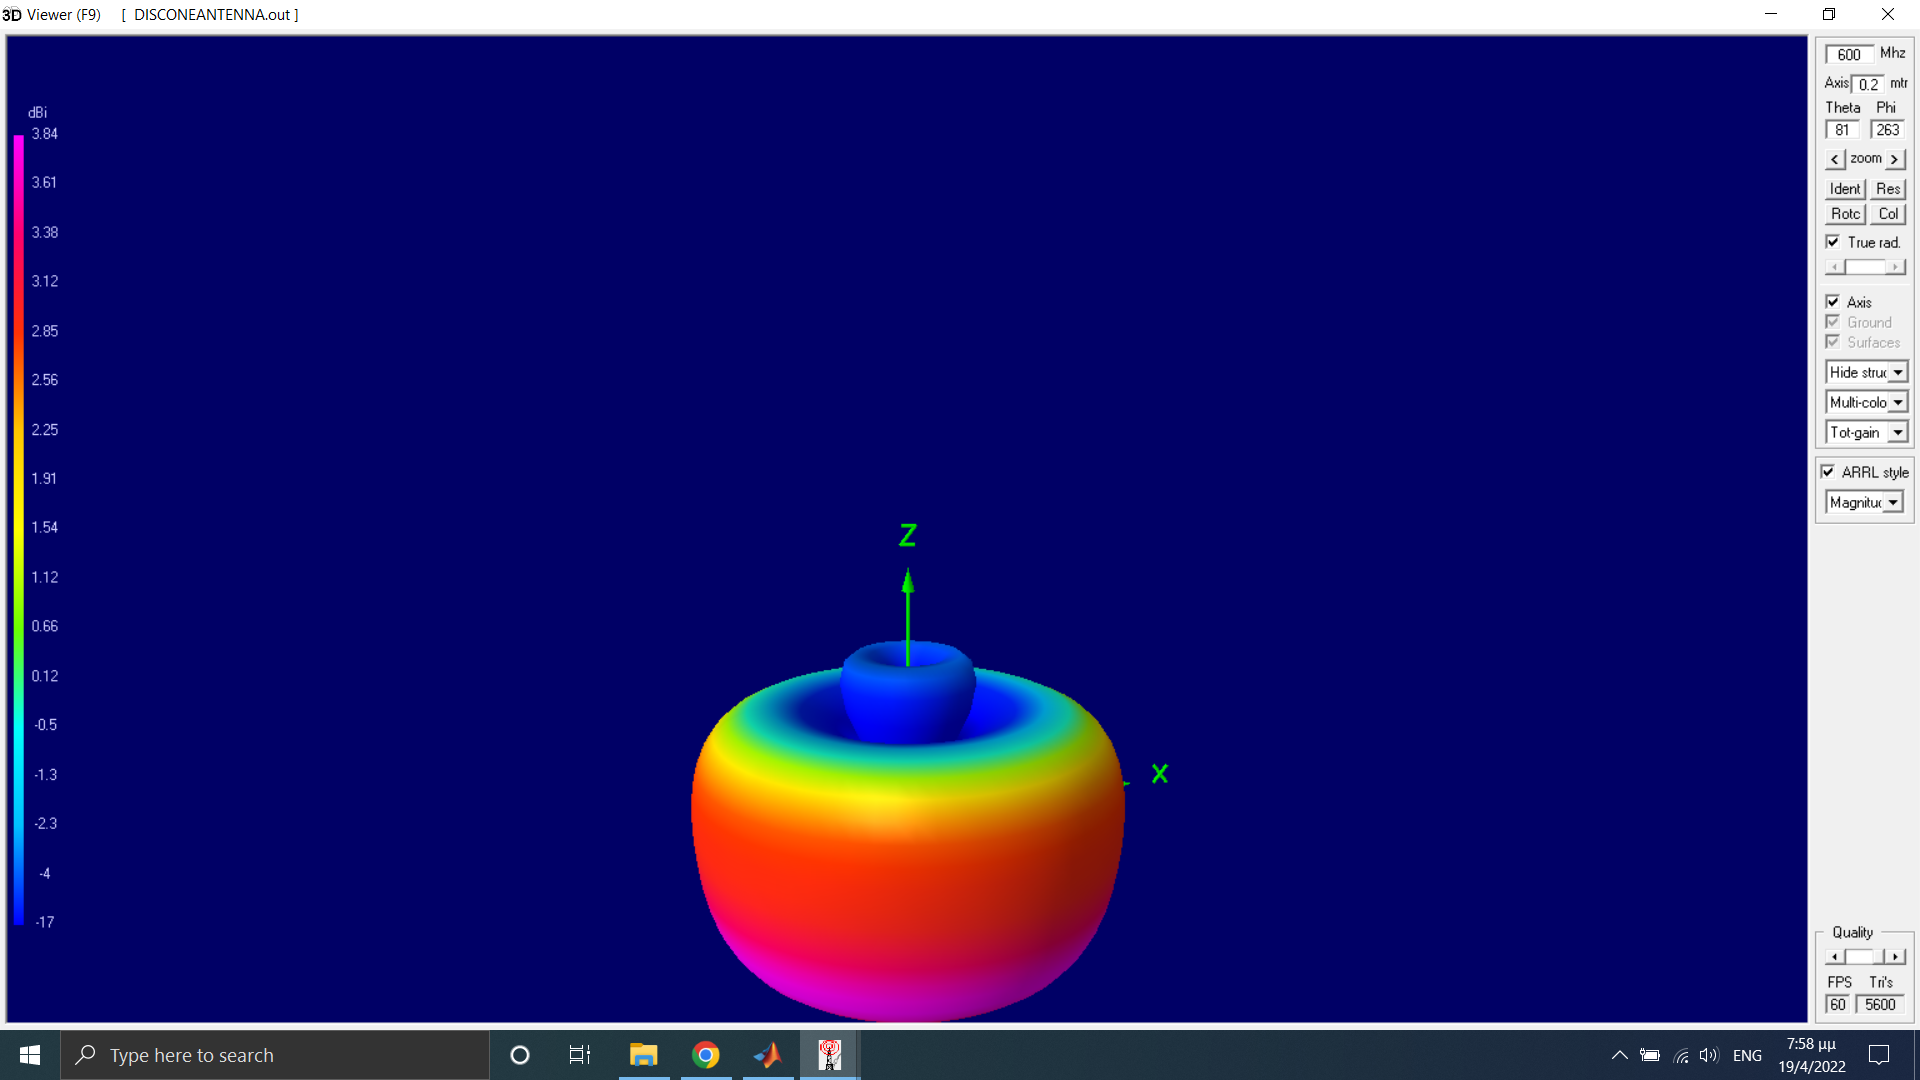 3D Viewer (F9) [ DISCONEANTENNA.out ]
dBi
3.84
3.61
3.38
3.12
2.85
2.56
2.25
1.91
1.54
1.12
0.66
0.12
-0.5
-1.3
-2.3
-4
-17
Z
X
600 Mhz
Axis 0.2 mtr
Theta Phi
81 263
< zoom >
Ident Res
Rotc Col
True rad.
Axis
Ground
Surfaces
Hide struc
Multi-colo
Tot-gain
ARRL style
Magnituc
Quality
FPS Tri's
60 5600
Type here to search
ENG
7:58 μμ
19/4/2022